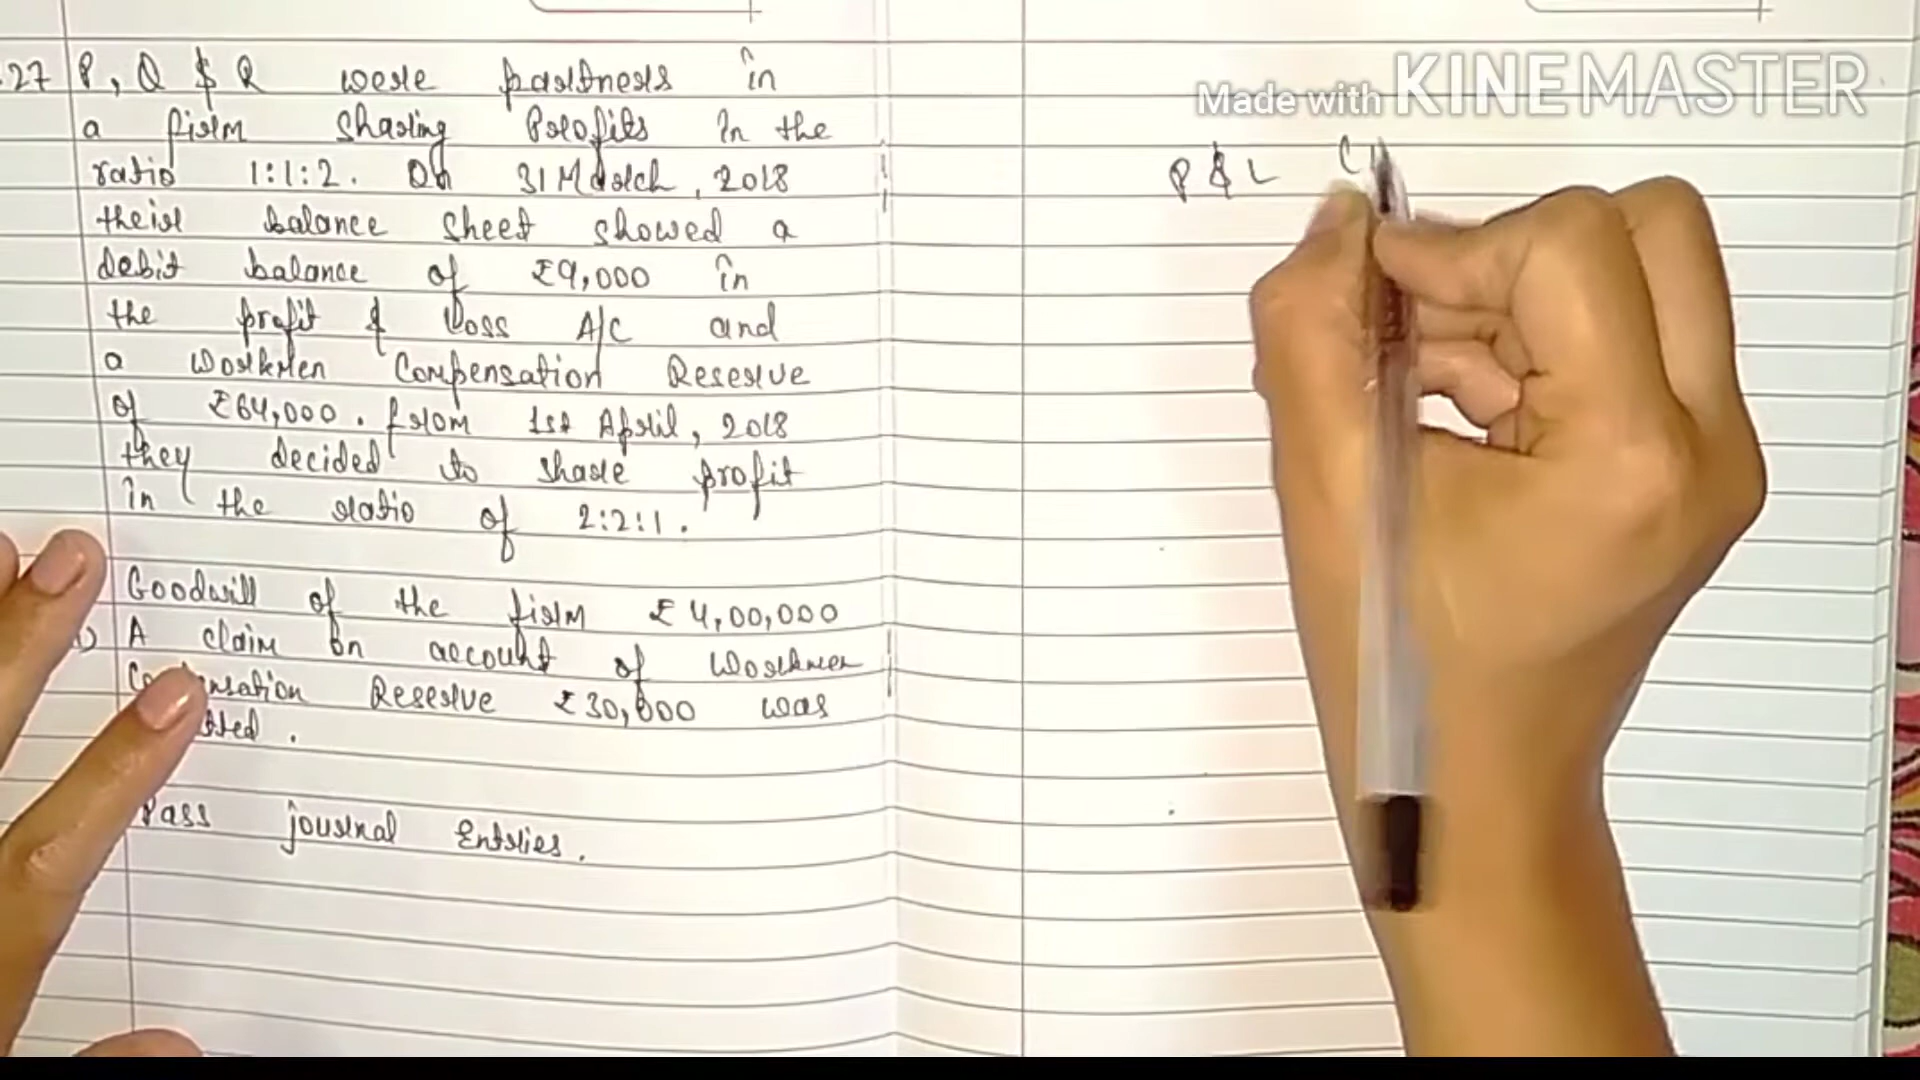 27 P, Q & R were partners in
a firm sharing Profits In the
ratio 1:1:2. On 31 March, 2018
their balance sheet showed a
debit balance of ₹9,000 in
the profit & Loss A/C and
a Workmen Compensation Reserve
of ₹64,000. from 1st April, 2018
they decided to share profit
in the ratio of 2:2:1.
Goodwill of the firm ₹4,00,000
A claim on account of Workmen
Reserve ₹30,000 was
Pass journal Entries.
Made with KINEMASTER
P & L